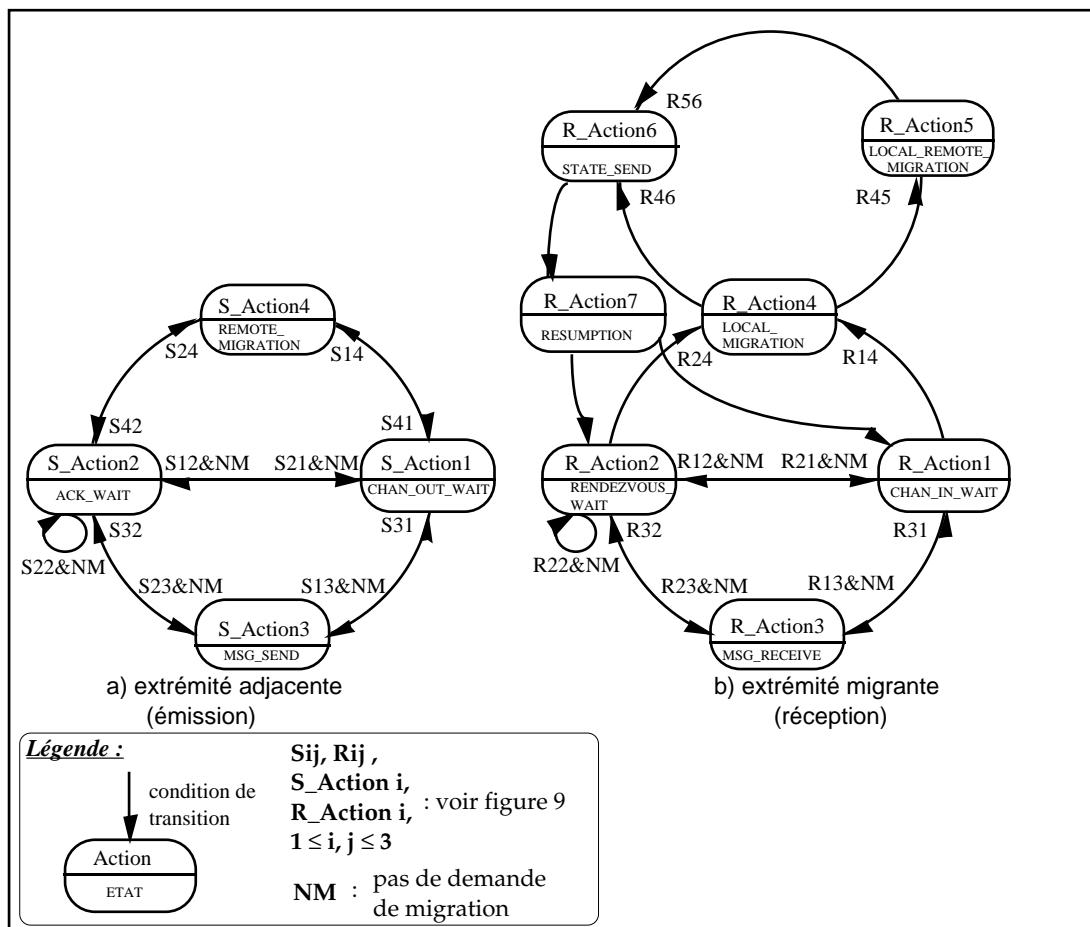 R56
R_Action6
STATE_SEND
R_Action5
LOCAL_REMOTE_
MIGRATION
R46
R45
S_Action4
REMOTE_
MIGRATION
S24
S14
R_Action7
RESUMPTION
R_Action4
LOCAL_
MIGRATION
R24
R14
S42
S41
S_Action2
ACK_WAIT
S12&NM
S21&NM
S_Action1
CHAN_OUT_WAIT
S32
S31
S22&NM
S23&NM
S13&NM
S_Action3
MSG_SEND
R_Action2
RENDEZVOUS_
WAIT
R12&NM
R21&NM
R_Action1
CHAN_IN_WAIT
R32
R31
R22&NM
R23&NM
R13&NM
R_Action3
MSG_RECEIVE
a) extrémité adjacente
(émission)
b) extrémité migrante
(réception)
Légende :
condition de
transition
Action
ETAT
Sij, Rij ,
S_Action i,
R_Action i,
1 ≤ i, j ≤ 3
: voir figure 9
NM : pas de demande
de migration